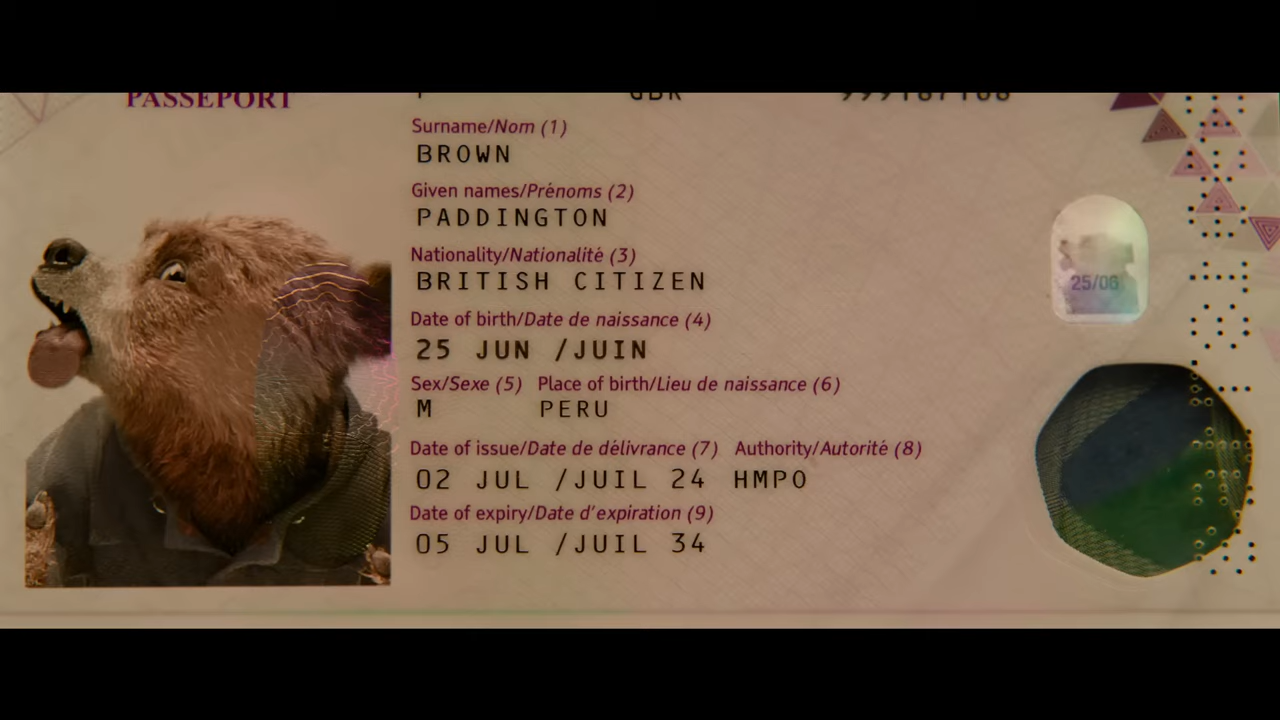 PASSEPORT
GBR
Surname/Nom (1)
BROWN
Given names/Prénoms (2)
PADDINGTON
Nationality/Nationalité (3)
BRITISH CITIZEN
Date of birth/Date de naissance (4)
25 JUN /JUIN
Sex/Sexe (5) Place of birth/Lieu de naissance (6)
M PERU
Date of issue/Date de délivrance (7) Authority/Autorité (8)
02 JUL /JUIL 24 HMPO
Date of expiry/Date d'expiration (9)
05 JUL /JUIL 34
25/06